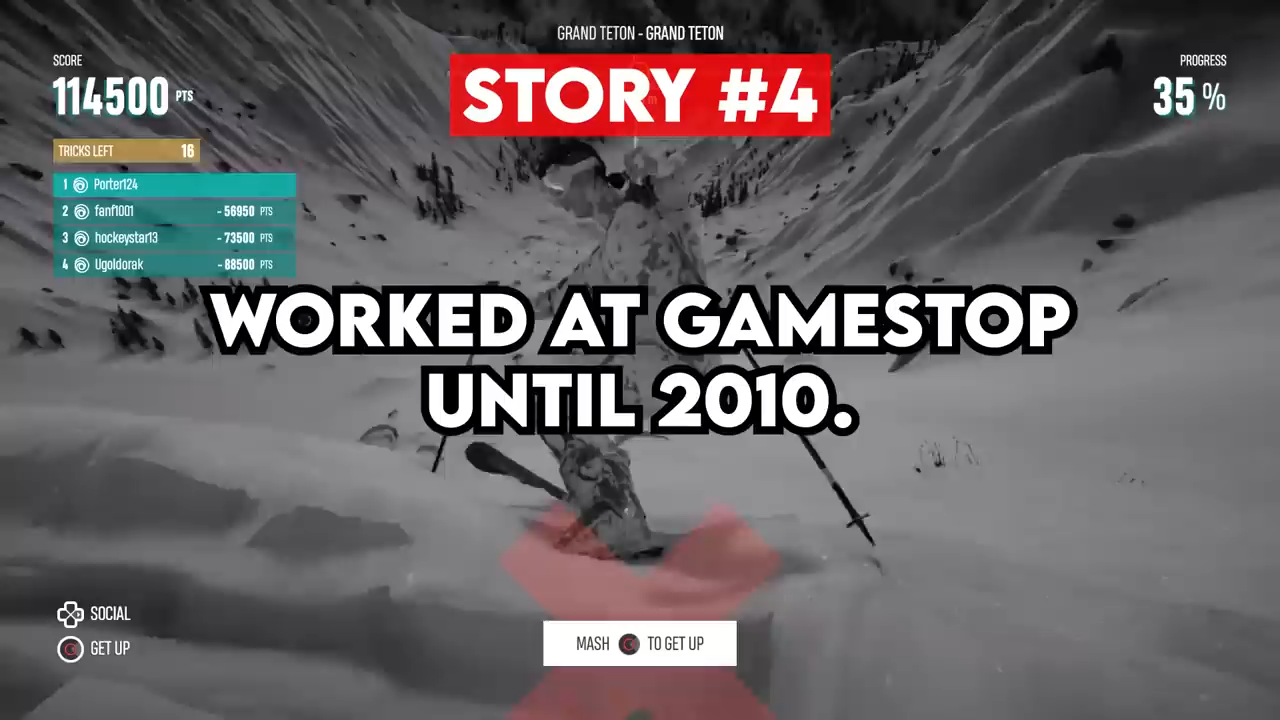 GRAND TETON - GRAND TETON
SCORE
114500 PTS
STORY #4
PROGRESS
35 %
TRICKS LEFT 16
1 Porter124
2 fanf1001 - 56950 PTS
3 hockeystar13 - 73500 PTS
4 Ugoldorak - 88500 PTS
WORKED AT GAMESTOP
UNTIL 2010.
SOCIAL
GET UP
MASH TO GET UP